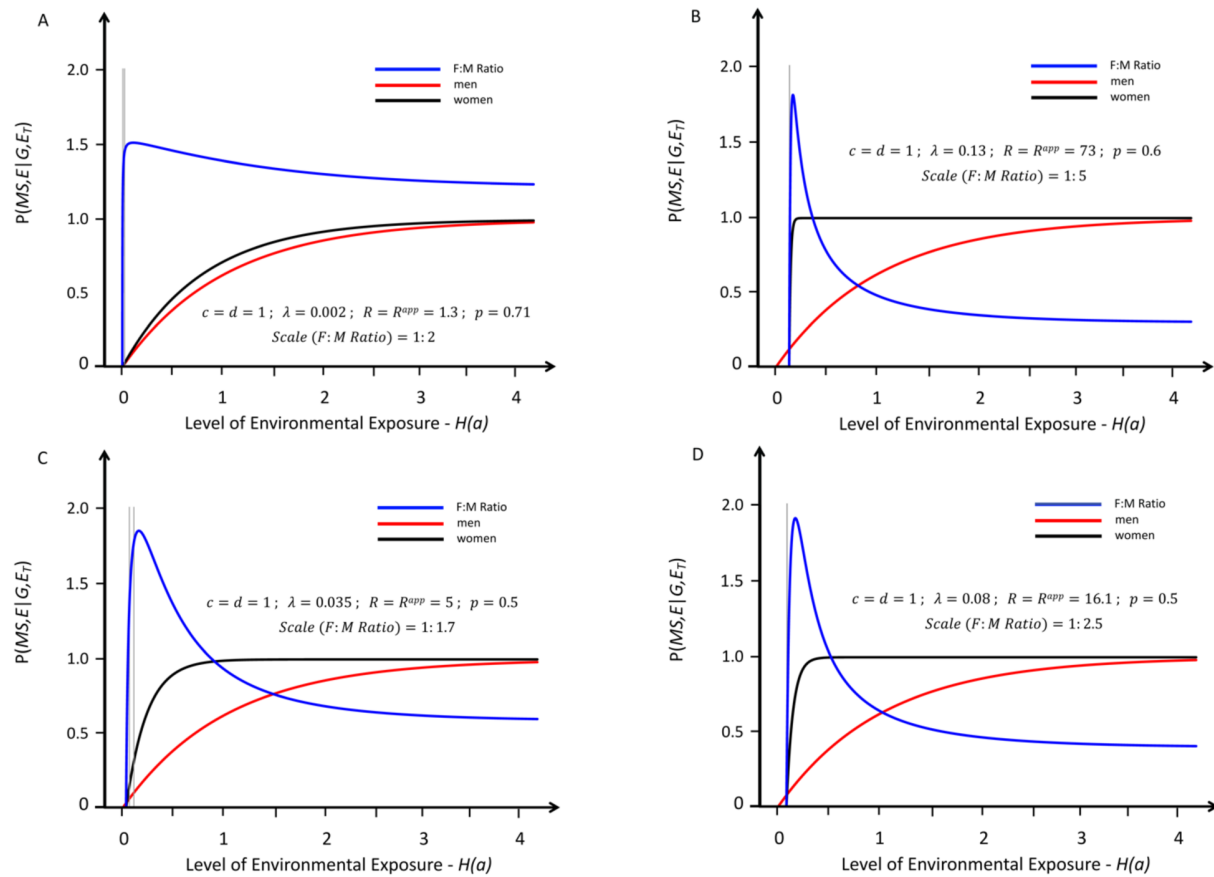 A
P(MS,E|G,E_T)
2.0
1.5
1.0
0.5
0
F:M Ratio
men
women
c = d = 1 ; λ = 0.002 ; R = R^app = 1.3 ; p = 0.71
Scale (F: M Ratio) = 1: 2
0 1 2 3 4
Level of Environmental Exposure - H(a)
B
P(MS,E|G,E_T)
2.0
1.5
1.0
0.5
0
F:M Ratio
men
women
c = d = 1 ; λ = 0.13 ; R = R^app = 73 ; p = 0.6
Scale (F: M Ratio) = 1: 5
0 1 2 3 4
Level of Environmental Exposure - H(a)
C
P(MS,E|G,E_T)
2.0
1.5
1.0
0.5
0
F:M Ratio
men
women
c = d = 1 ; λ = 0.035 ; R = R^app = 5 ; p = 0.5
Scale (F: M Ratio) = 1: 1.7
0 1 2 3 4
Level of Environmental Exposure - H(a)
D
P(MS,E|G,E_T)
2.0
1.5
1.0
0.5
0
F:M Ratio
men
women
c = d = 1 ; λ = 0.08 ; R = R^app = 16.1 ; p = 0.5
Scale (F: M Ratio) = 1: 2.5
0 1 2 3 4
Level of Environmental Exposure - H(a)